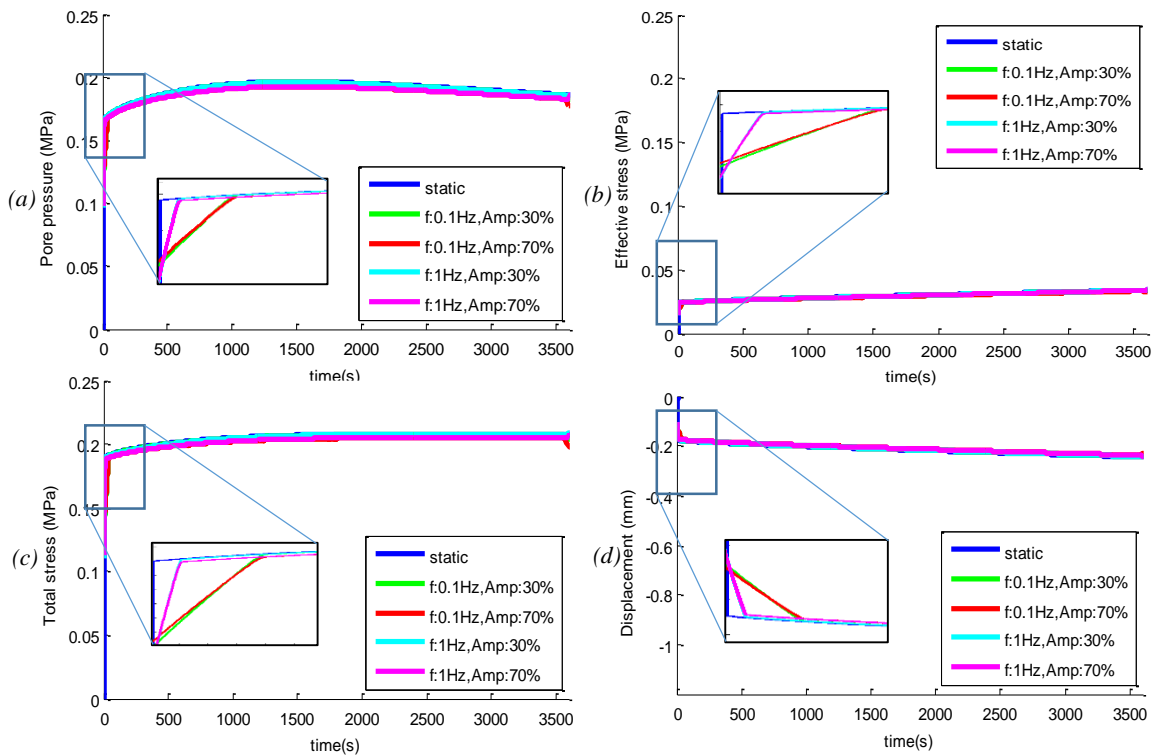 (a)
Pore pressure (MPa)
0.25
0.2
0.15
0.1
0.05
0
0 500 1000 1500 2000 2500 3000 3500
time(s)
static
f:0.1Hz,Amp:30%
f:0.1Hz,Amp:70%
f:1Hz,Amp:30%
f:1Hz,Amp:70%
(b)
Effective stress (MPa)
0.25
0.2
0.15
0.1
0.05
0
0 500 1000 1500 2000 2500 3000 3500
time(s)
static
f:0.1Hz,Amp:30%
f:0.1Hz,Amp:70%
f:1Hz,Amp:30%
f:1Hz,Amp:70%
(c)
Total stress (MPa)
0.25
0.2
0.15
0.1
0.05
0
0 500 1000 1500 2000 2500 3000 3500
time(s)
static
f:0.1Hz,Amp:30%
f:0.1Hz,Amp:70%
f:1Hz,Amp:30%
f:1Hz,Amp:70%
(d)
Displacement (mm)
0
-0.2
-0.4
-0.6
-0.8
-1
0 500 1000 1500 2000 2500 3000 3500
time(s)
static
f:0.1Hz,Amp:30%
f:0.1Hz,Amp:70%
f:1Hz,Amp:30%
f:1Hz,Amp:70%